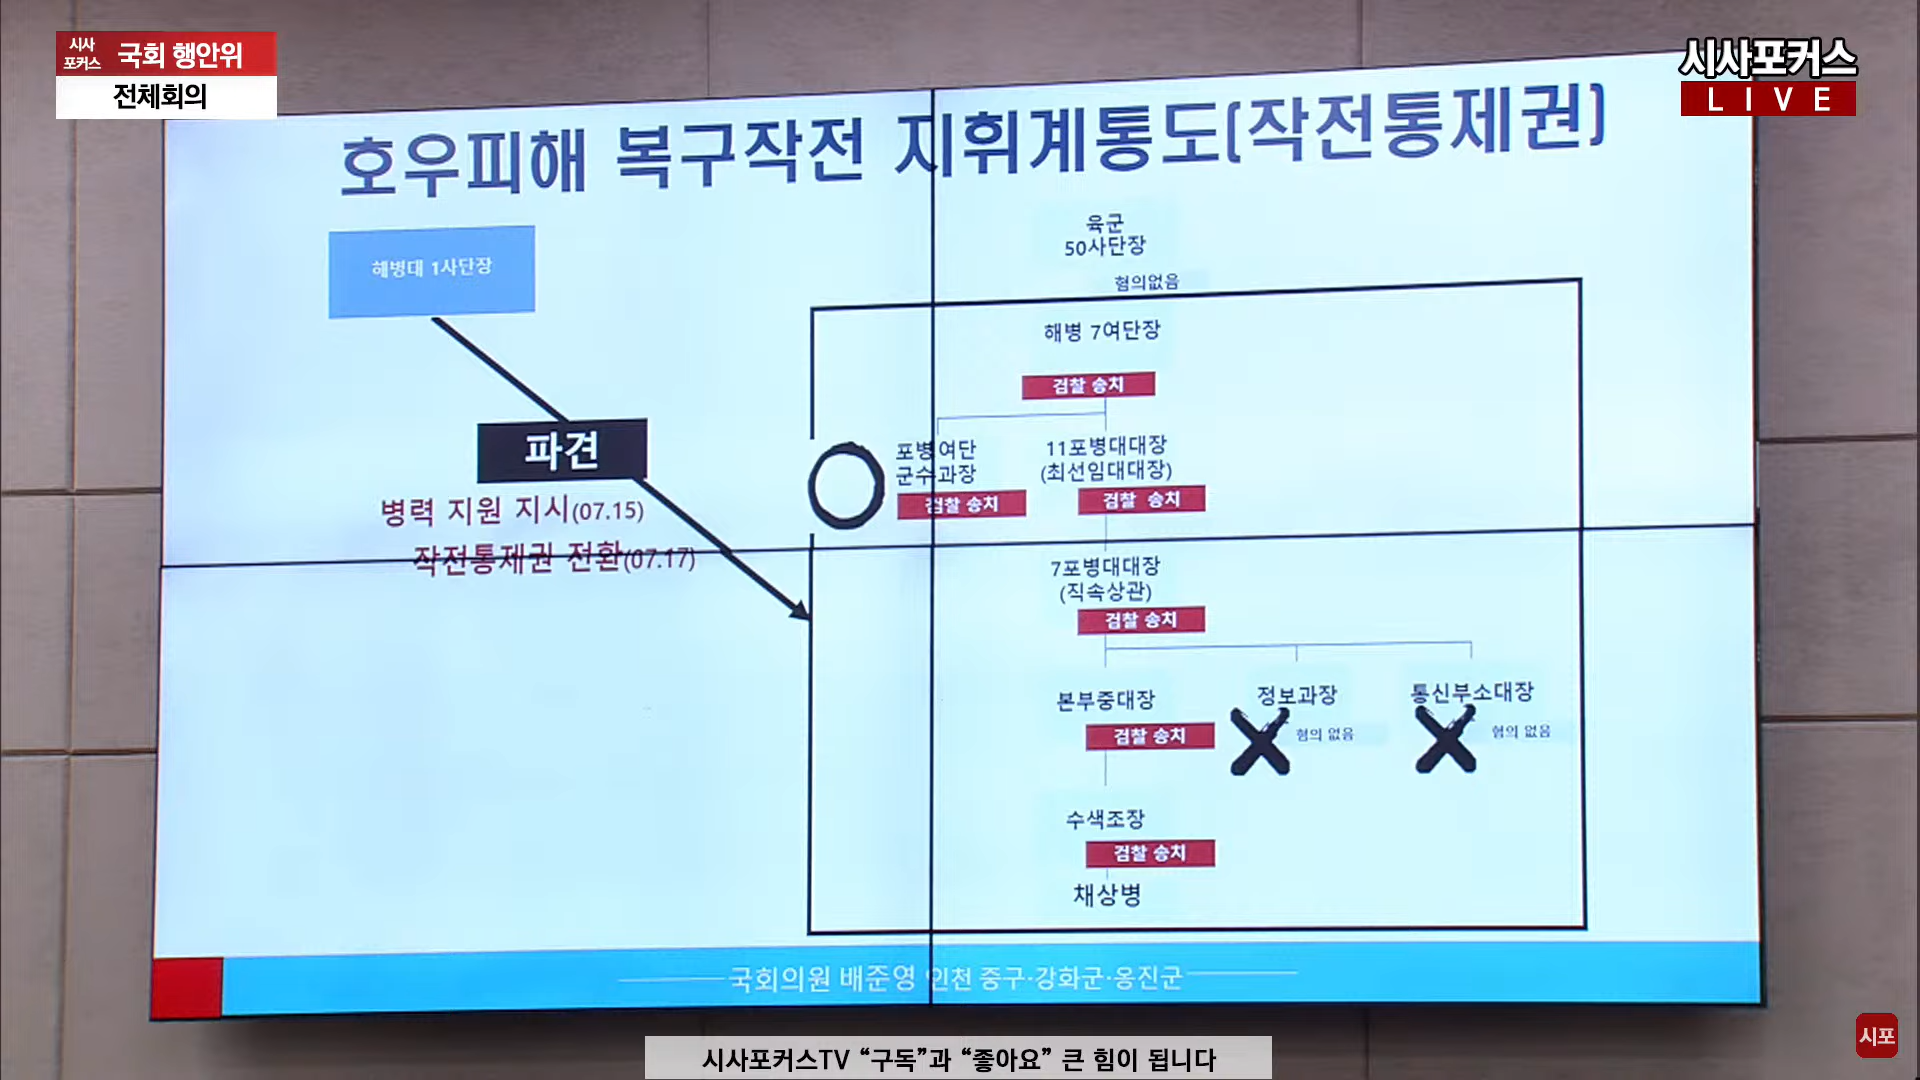 시사
포커스
국회 행안위
전체회의
시사포커스
LIVE
호우피해 복구작전 지휘계통도(작전통제권)
해병대 1사단장
육군
50사단장
혐의없음
해병 7여단장
검찰 송치
파견
병력 지원 지시(07.15)
작전통제권 전환(07.17)
포병여단
군수과장
검찰 송치
11포병대대장
(최선임대대장)
검찰 송치
7포병대대장
(직속상관)
검찰 송치
본부중대장
검찰 송치
정보과장
혐의 없음
통신부소대장
혐의 없음
수색조장
검찰 송치
채상병
국회의원 배준영 인천 중구·강화군·옹진군
시사포커스TV “구독”과 “좋아요” 큰 힘이 됩니다
시포